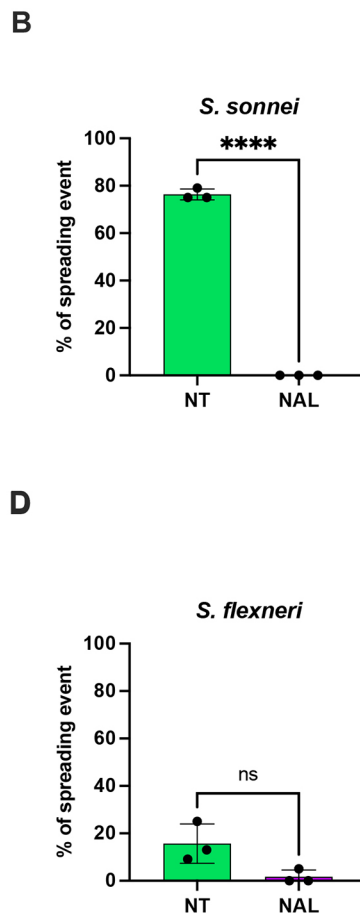 B
S. sonnei
****
% of spreading event
100
80
60
40
20
0
NT NAL
D
S. flexneri
ns
% of spreading event
100
80
60
40
20
0
NT NAL